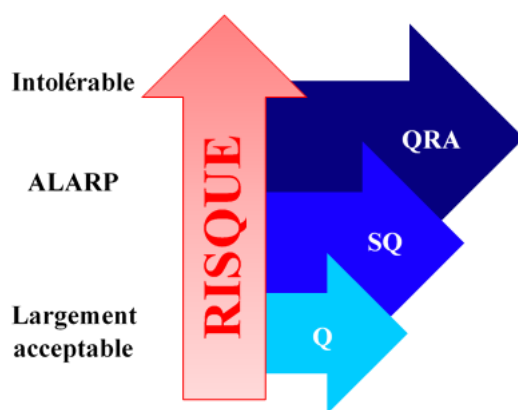 Intolérable
ALARP
Largement
acceptable
RISQUE
QRA
SQ
Q